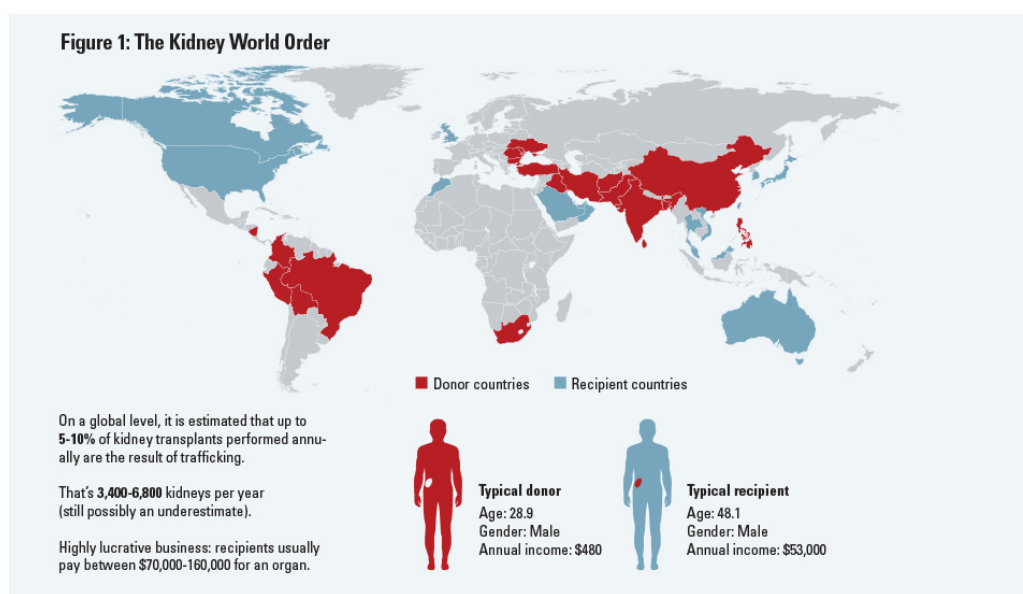 Figure 1: The Kidney World Order
Donor countries
Recipient countries
On a global level, it is estimated that up to
5-10% of kidney transplants performed annu-
ally are the result of trafficking.
That's 3,400-6,800 kidneys per year
(still possibly an underestimate).
Highly lucrative business: recipients usually
pay between $70,000-160,000 for an organ.
Typical donor
Age: 28.9
Gender: Male
Annual income: $480
Typical recipient
Age: 48.1
Gender: Male
Annual income: $53,000